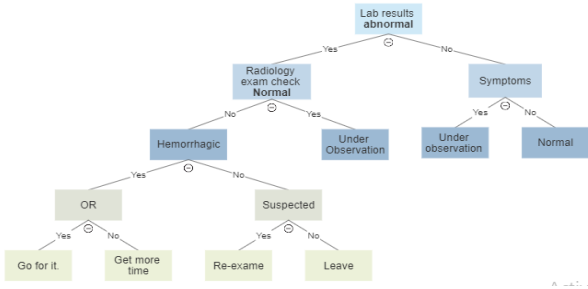 Lab results
abnormal
Yes
No
Radiology
exam check
Normal
Symptoms
No
Yes
Yes
No
Hemorrhagic
Under
Observation
Under
observation
Normal
Yes
No
OR
Suspected
Yes
No
Yes
No
Go for it.
Get more
time
Re-exame
Leave